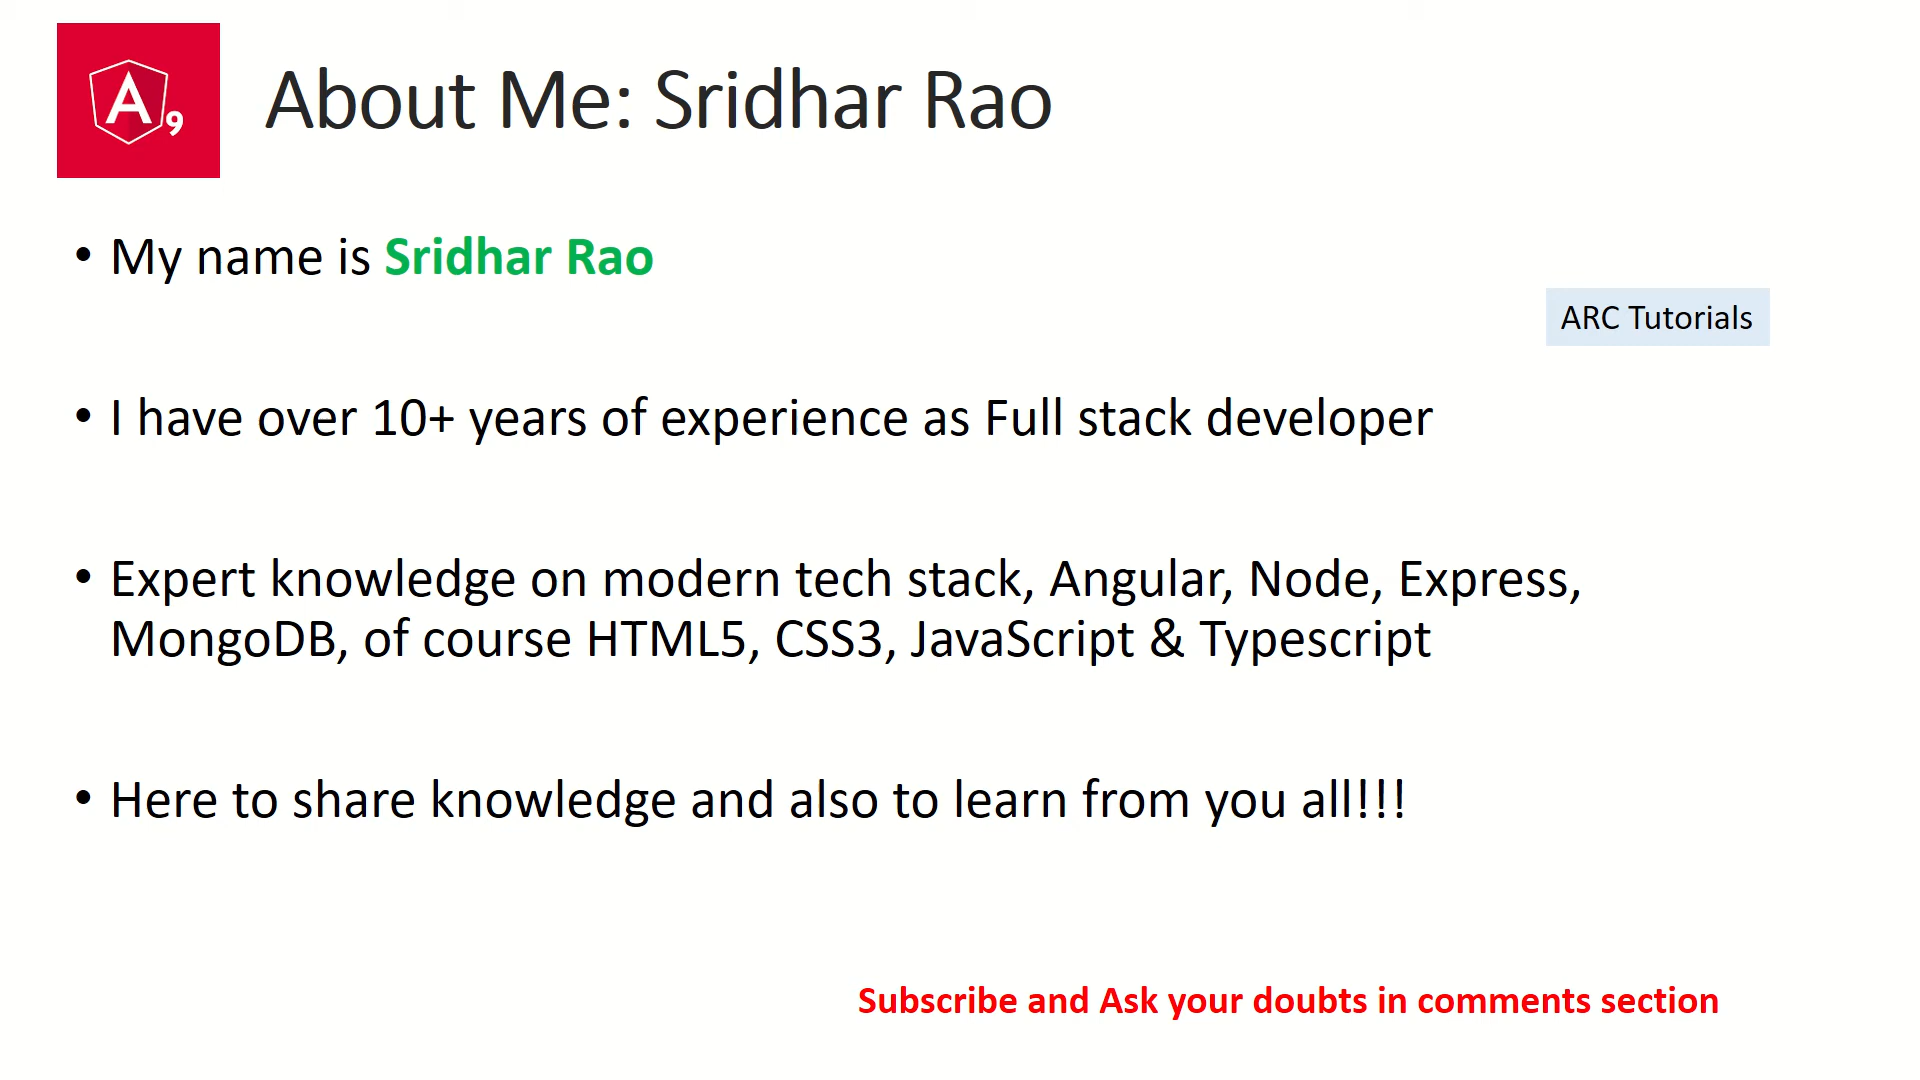 A 9
About Me: Sridhar Rao
• My name is Sridhar Rao
ARC Tutorials
• I have over 10+ years of experience as Full stack developer
• Expert knowledge on modern tech stack, Angular, Node, Express,
MongoDB, of course HTML5, CSS3, JavaScript & Typescript
• Here to share knowledge and also to learn from you all!!!
Subscribe and Ask your doubts in comments section